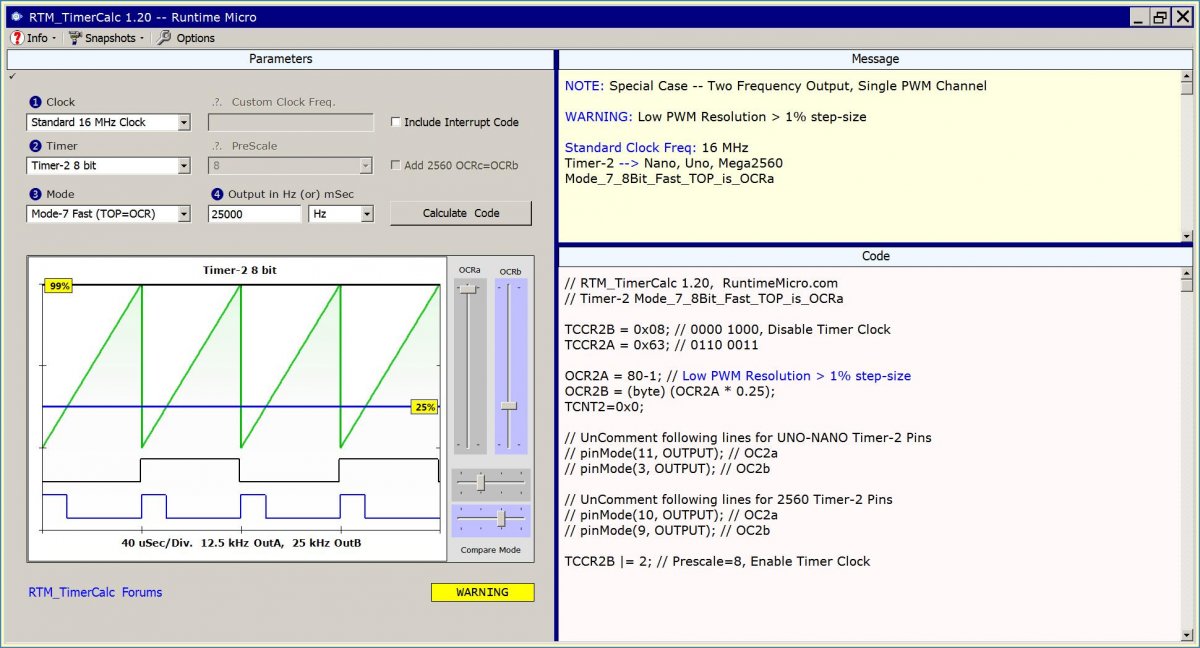 RTM_TimerCalc 1.20 -- Runtime Micro
Info Snapshots Options
Parameters
1 Clock
.?. Custom Clock Freq.
Standard 16 MHz Clock
Include Interrupt Code
2 Timer
.?. PreScale
Timer-2 8 bit
8
Add 2560 OCRc=OCRb
3 Mode
4 Output in Hz (or) mSec
Mode-7 Fast (TOP=OCR)
25000
Hz
Calculate Code
Timer-2 8 bit
99%
25%
40 uSec/Div. 12.5 kHz OutA, 25 kHz OutB
OCRa
OCRb
Compare Mode
RTM_TimerCalc Forums
WARNING
Message
NOTE: Special Case -- Two Frequency Output, Single PWM Channel
WARNING: Low PWM Resolution > 1% step-size
Standard Clock Freq: 16 MHz
Timer-2 --> Nano, Uno, Mega2560
Mode_7_8Bit_Fast_TOP_is_OCRa
Code
// RTM_TimerCalc 1.20, RuntimeMicro.com
// Timer-2 Mode_7_8Bit_Fast_TOP_is_OCRa
TCCR2B = 0x08; // 0000 1000, Disable Timer Clock
TCCR2A = 0x63; // 0110 0011
OCR2A = 80-1; // Low PWM Resolution > 1% step-size
OCR2B = (byte) (OCR2A * 0.25);
TCNT2=0x0;
// UnComment following lines for UNO-NANO Timer-2 Pins
// pinMode(11, OUTPUT); // OC2a
// pinMode(3, OUTPUT); // OC2b
// UnComment following lines for 2560 Timer-2 Pins
// pinMode(10, OUTPUT); // OC2a
// pinMode(9, OUTPUT); // OC2b
TCCR2B |= 2; // Prescale=8, Enable Timer Clock